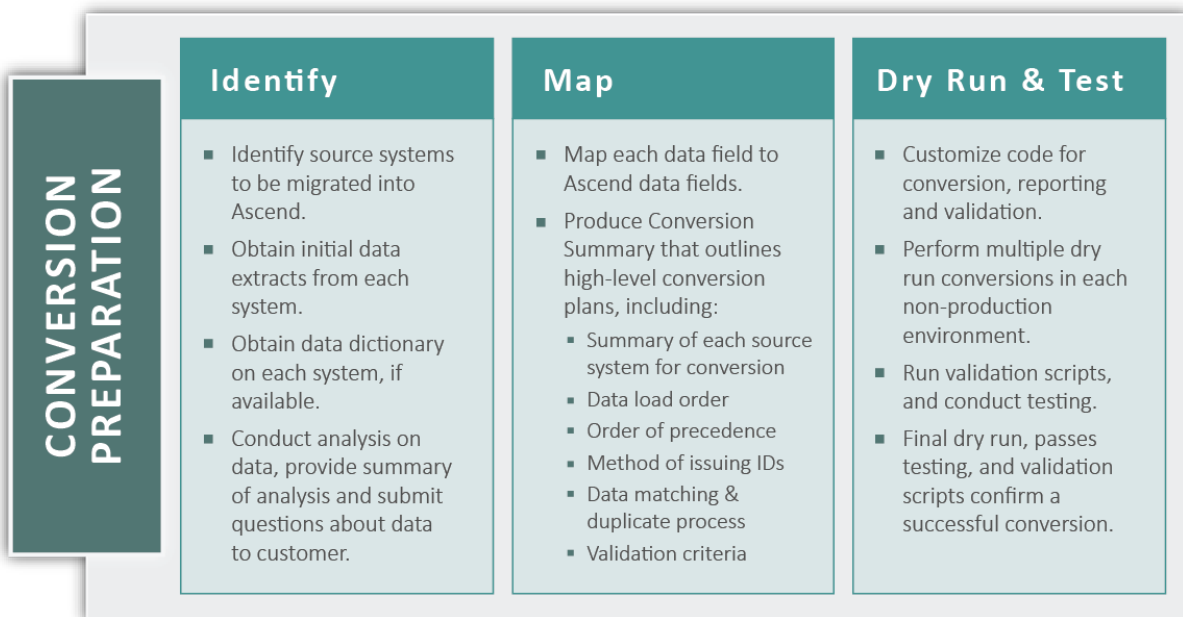 CONVERSION
PREPARATION
Identify
▪ Identify source systems
to be migrated into
Ascend.
▪ Obtain initial data
extracts from each
system.
▪ Obtain data dictionary
on each system, if
available.
▪ Conduct analysis on
data, provide summary
of analysis and submit
questions about data
to customer.
Map
▪ Map each data field to
Ascend data fields.
▪ Produce Conversion
Summary that outlines
high-level conversion
plans, including:
▪ Summary of each source
system for conversion
▪ Data load order
▪ Order of precedence
▪ Method of issuing IDs
▪ Data matching &
duplicate process
▪ Validation criteria
Dry Run & Test
▪ Customize code for
conversion, reporting
and validation.
▪ Perform multiple dry
run conversions in each
non-production
environment.
▪ Run validation scripts,
and conduct testing.
▪ Final dry run, passes
testing, and validation
scripts confirm a
successful conversion.